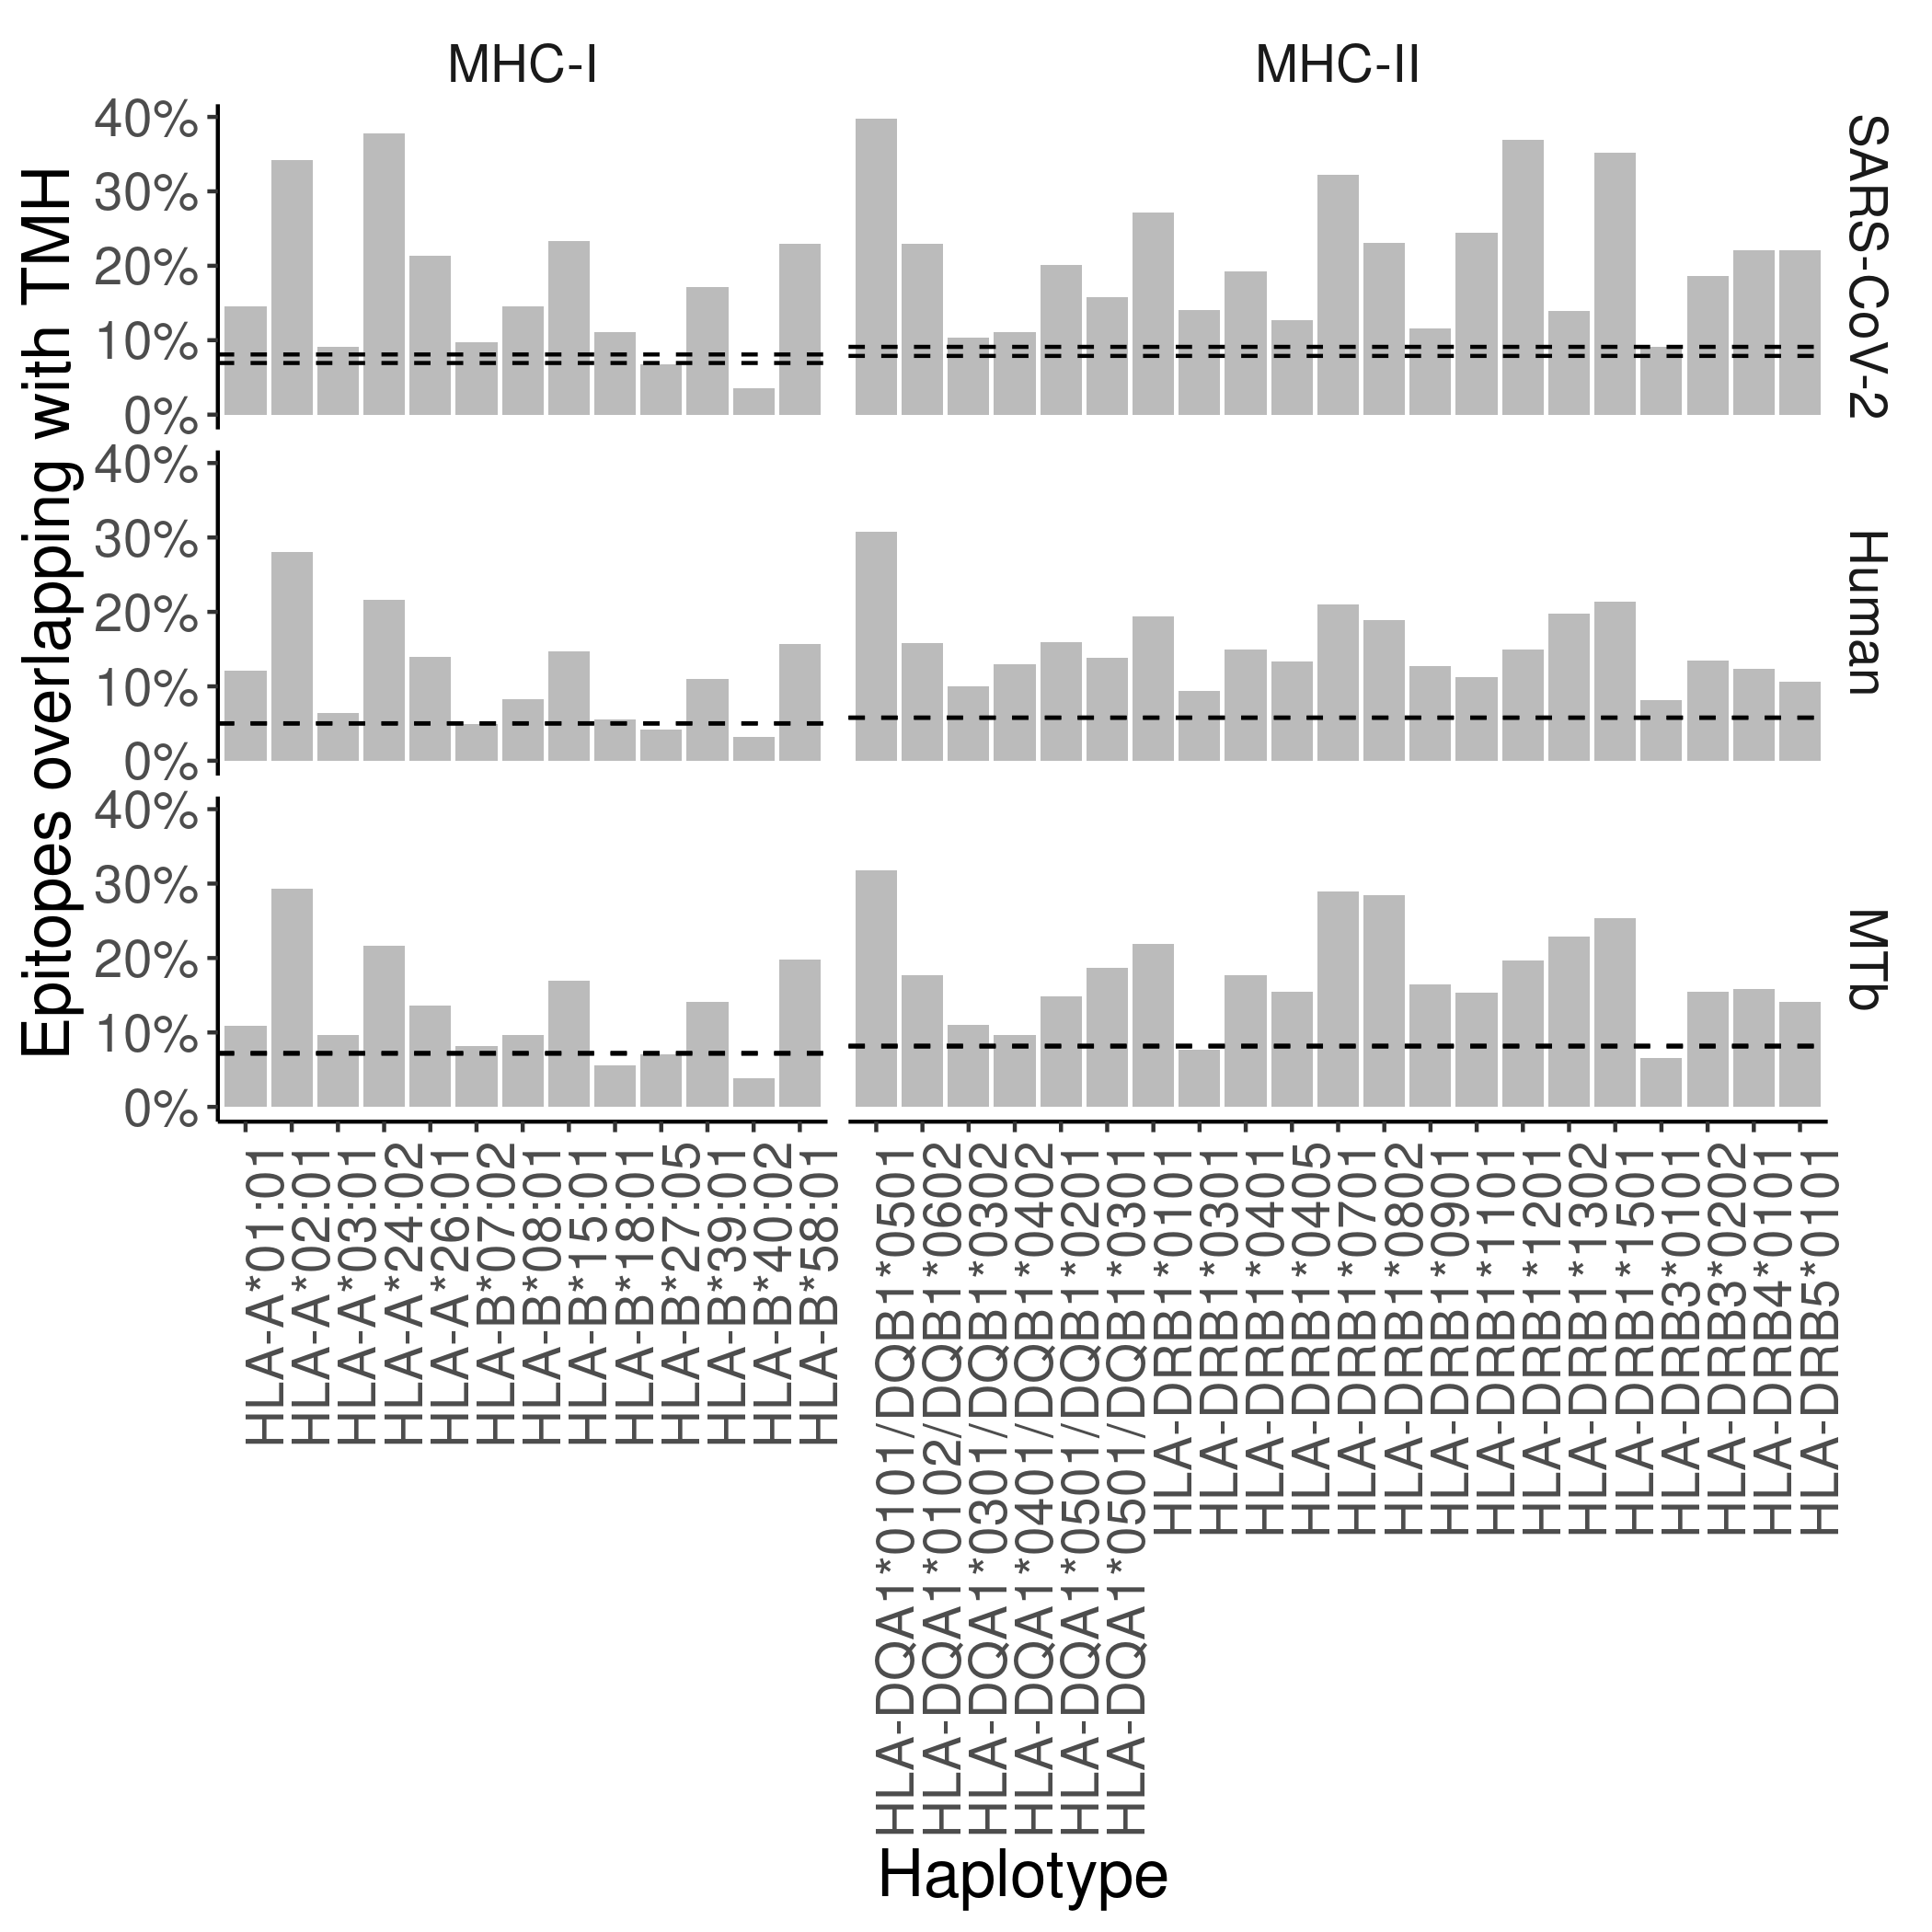 MHC-I
MHC-II
Epitopes overlapping with TMH
40%
30%
20%
10%
0%
SARS-CoV-2
40%
30%
20%
10%
0%
Human
40%
30%
20%
10%
0%
MTb
HLA-A*01:01
HLA-A*02:01
HLA-A*03:01
HLA-A*24:02
HLA-A*26:01
HLA-B*07:02
HLA-B*08:01
HLA-B*15:01
HLA-B*18:01
HLA-B*27:05
HLA-B*39:01
HLA-B*40:02
HLA-B*58:01
HLA-DQA1*0101/DQB1*0501
HLA-DQA1*0102/DQB1*0602
HLA-DQA1*0301/DQB1*0302
HLA-DQA1*0401/DQB1*0402
HLA-DQA1*0501/DQB1*0201
HLA-DQA1*0501/DQB1*0301
HLA-DRB1*0101
HLA-DRB1*0301
HLA-DRB1*0401
HLA-DRB1*0405
HLA-DRB1*0701
HLA-DRB1*0802
HLA-DRB1*0901
HLA-DRB1*1101
HLA-DRB1*1201
HLA-DRB1*1302
HLA-DRB1*1501
HLA-DRB3*0101
HLA-DRB3*0202
HLA-DRB4*0101
HLA-DRB5*0101
Haplotype